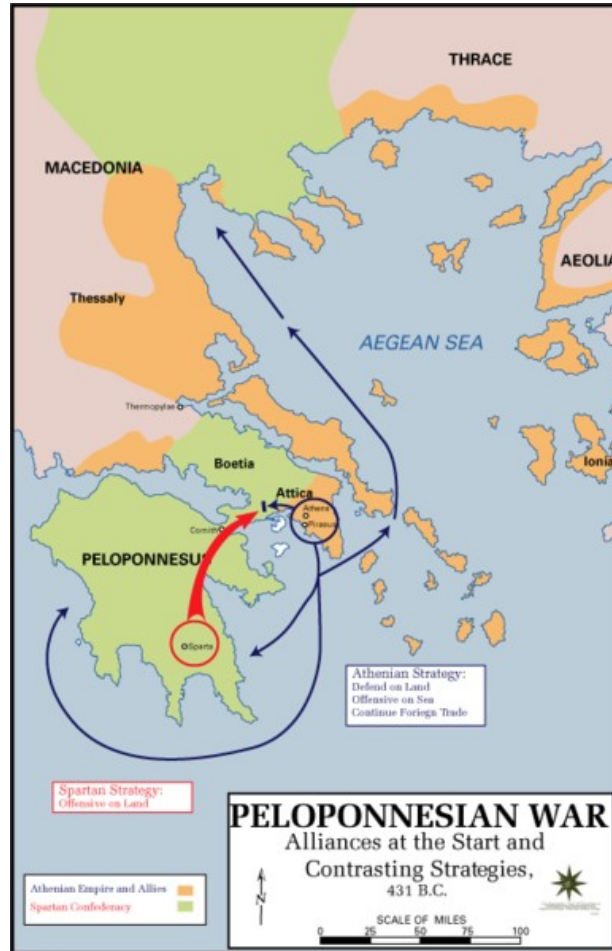 THRACE
MACEDONIA
AEOLIA
Thessaly
AEGEAN SEA
Thermopylae
Boetia
Ionia
Attica
Athens
Piraeus
Cornith
PELOPONNESUS
Sparta
Athenian Strategy:
Defend on Land
Offensive on Sea
Continue Foriegn Trade
Spartan Strategy:
Offensive on Land
PELOPONNESIAN WAR
Alliances at the Start and
Contrasting Strategies,
431 B.C.
Athenian Empire and Allies
Spartan Confederacy
N
SCALE OF MILES
0 25 50 75 100